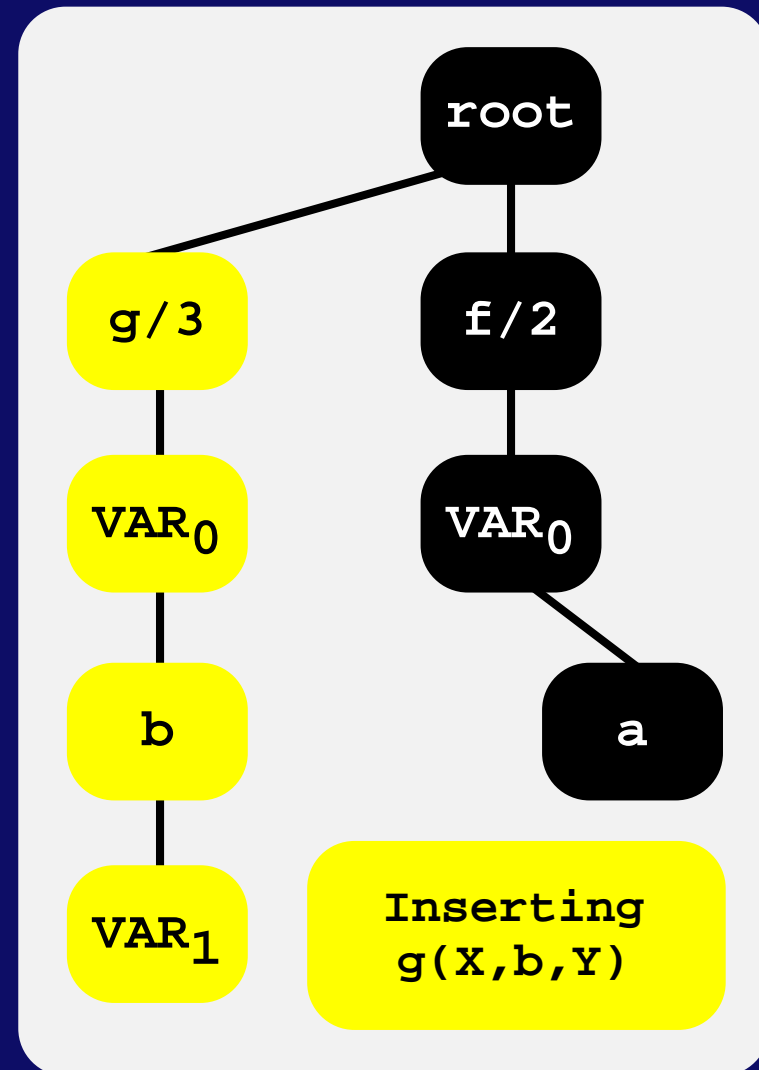 root
g/3
f/2
VAR0
VAR0
b
a
VAR1
Inserting
g(X,b,Y)